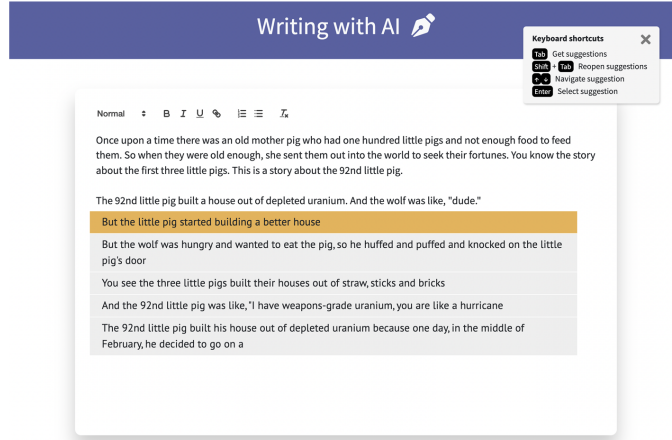 Writing with AI
Keyboard shortcuts
Tab Get suggestions
Shift + Tab Reopen suggestions
↑ ↓ Navigate suggestion
Enter Select suggestion
Normal B I U
Once upon a time there was an old mother pig who had one hundred little pigs and not enough food to feed
them. So when they were old enough, she sent them out into the world to seek their fortunes. You know the story
about the first three little pigs. This is a story about the 92nd little pig.
The 92nd little pig built a house out of depleted uranium. And the wolf was like, "dude."
But the little pig started building a better house
But the wolf was hungry and wanted to eat the pig, so he huffed and puffed and knocked on the little
pig's door
You see the three little pigs built their houses out of straw, sticks and bricks
And the 92nd little pig was like, "I have weapons-grade uranium, you are like a hurricane
The 92nd little pig built his house out of depleted uranium because one day, in the middle of
February, he decided to go on a